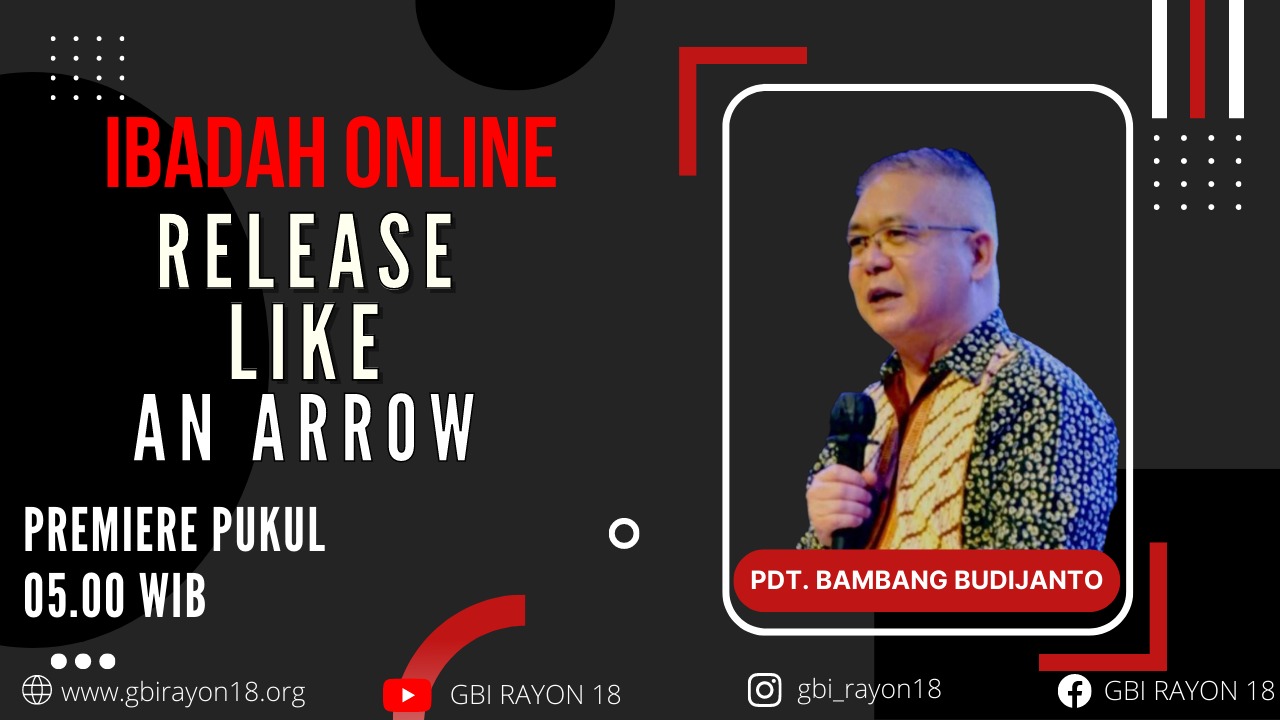 IBADAH ONLINE
RELEASE
LIKE
AN ARROW
PREMIERE PUKUL
05.00 WIB
PDT. BAMBANG BUDIJANTO
www.gbirayon18.org
GBI RAYON 18
gbi_rayon18
GBI RAYON 18